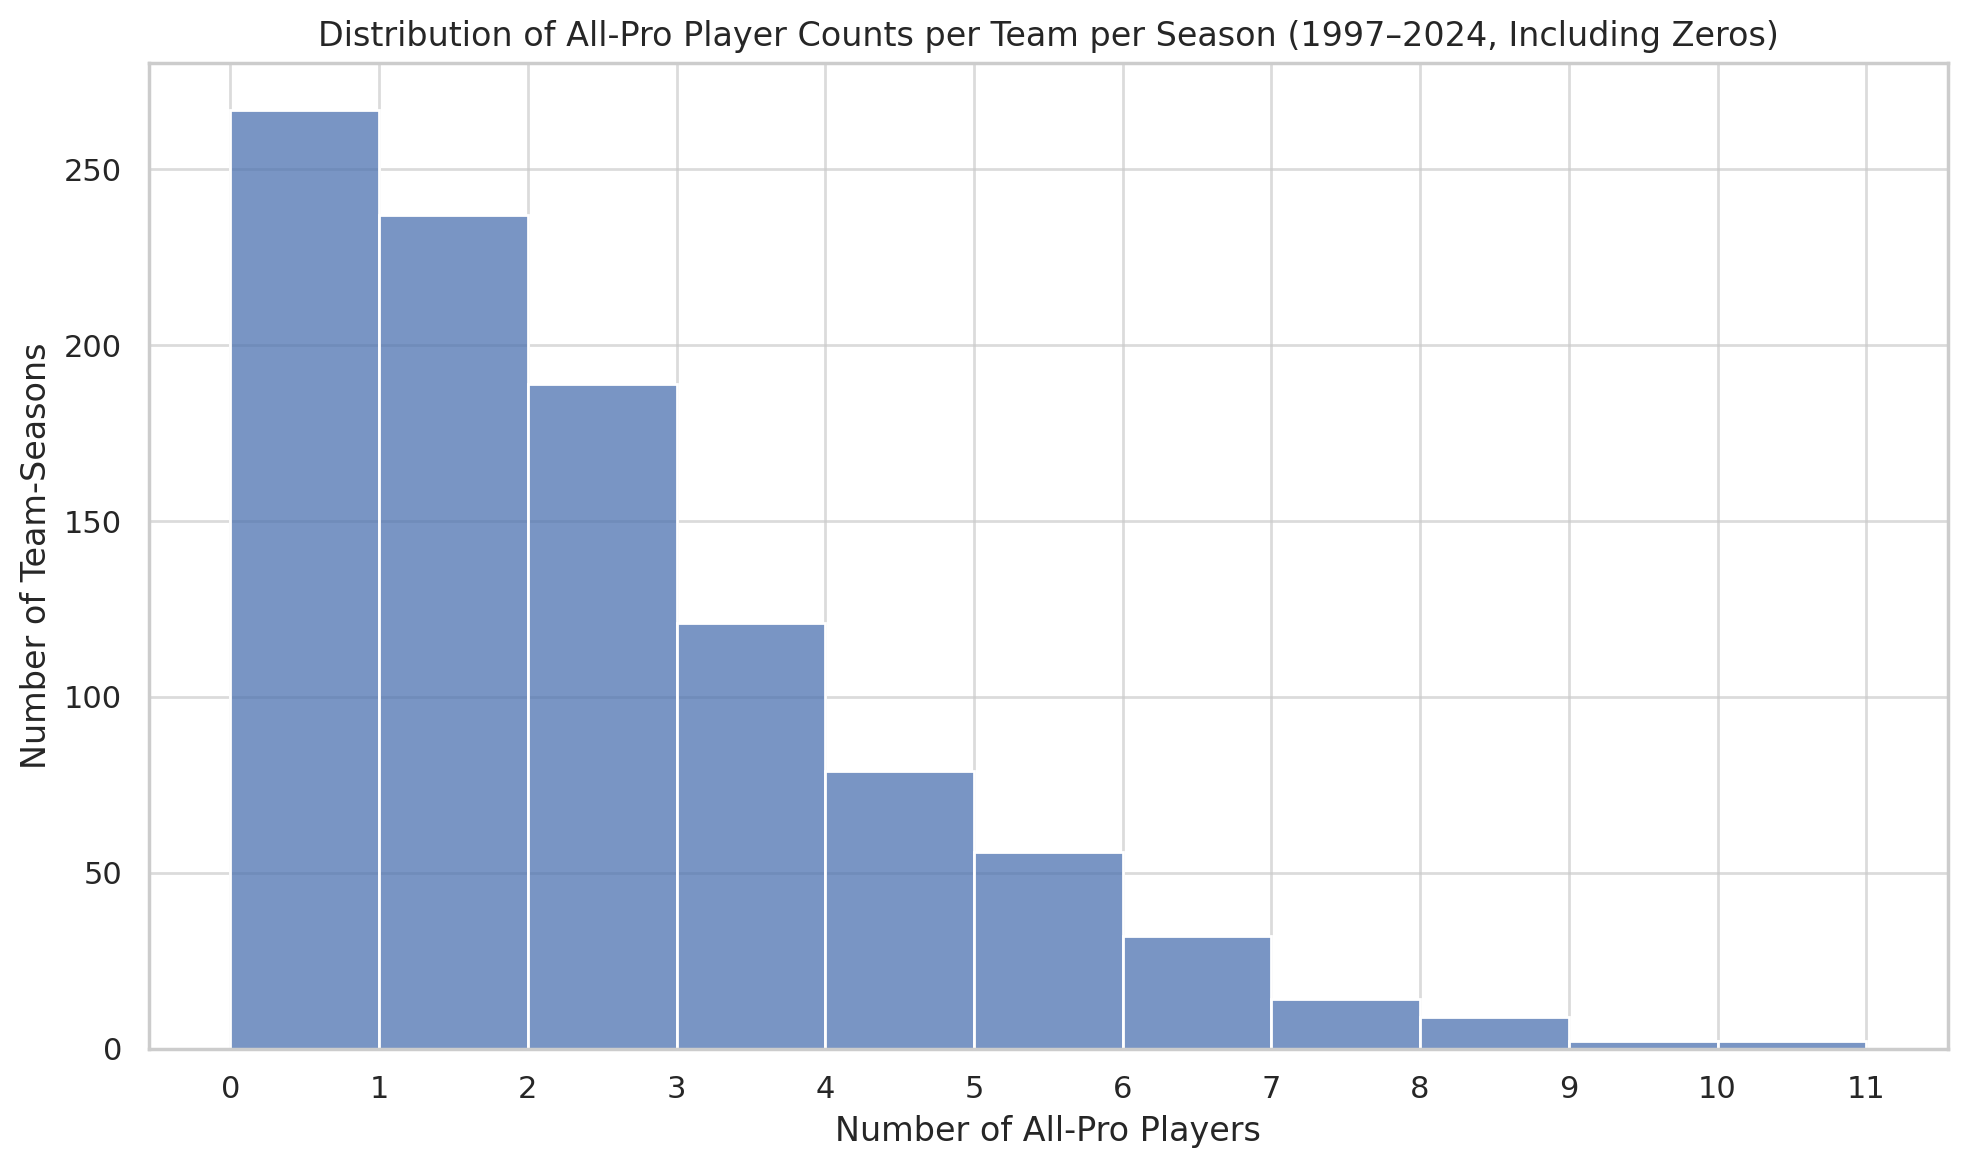 Distribution of All-Pro Player Counts per Team per Season (1997–2024, Including Zeros)
Number of Team-Seasons
250
200
150
100
50
0
0 1 2 3 4 5 6 7 8 9 10 11
Number of All-Pro Players